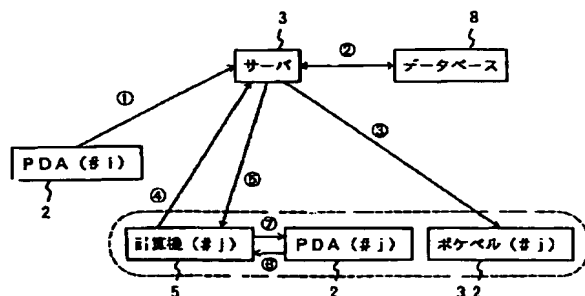 3
8
サーバ
②
データベース
①
③
PDA(#i)
④
⑤
2
計算機(#j)
⑦
⑥
PDA(#j)
ポケベル(#j)
5
2
32